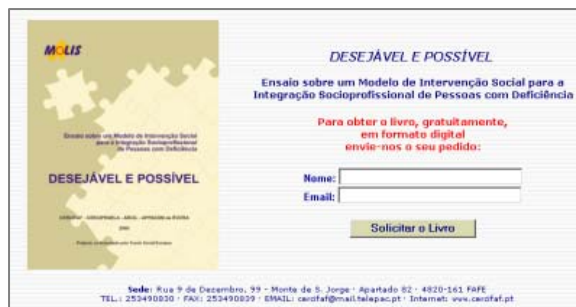 MOLIS
Ensaio sobre um Modelo de Intervenção Social
para a Integração Socioprofissional
de Pessoas com Deficiência
DESEJÁVEL E POSSÍVEL
DESEJÁVEL E POSSÍVEL
Ensaio sobre um Modelo de Intervenção Social para a
Integração Socioprofissional de Pessoas com Deficiência
Para obter o livro, gratuitamente,
em formato digital
envie-nos o seu pedido:
Nome:
Email:
Solicitar o Livro
Sede: Rua 9 de Dezembro, 99 - Monte de S. Jorge - Apartado 82 - 4820-161 FAFE
TEL.: 253490830 - FAX: 253490839 - EMAIL: cercifaf@mail.telepac.pt - Internet: www.cercifaf.pt